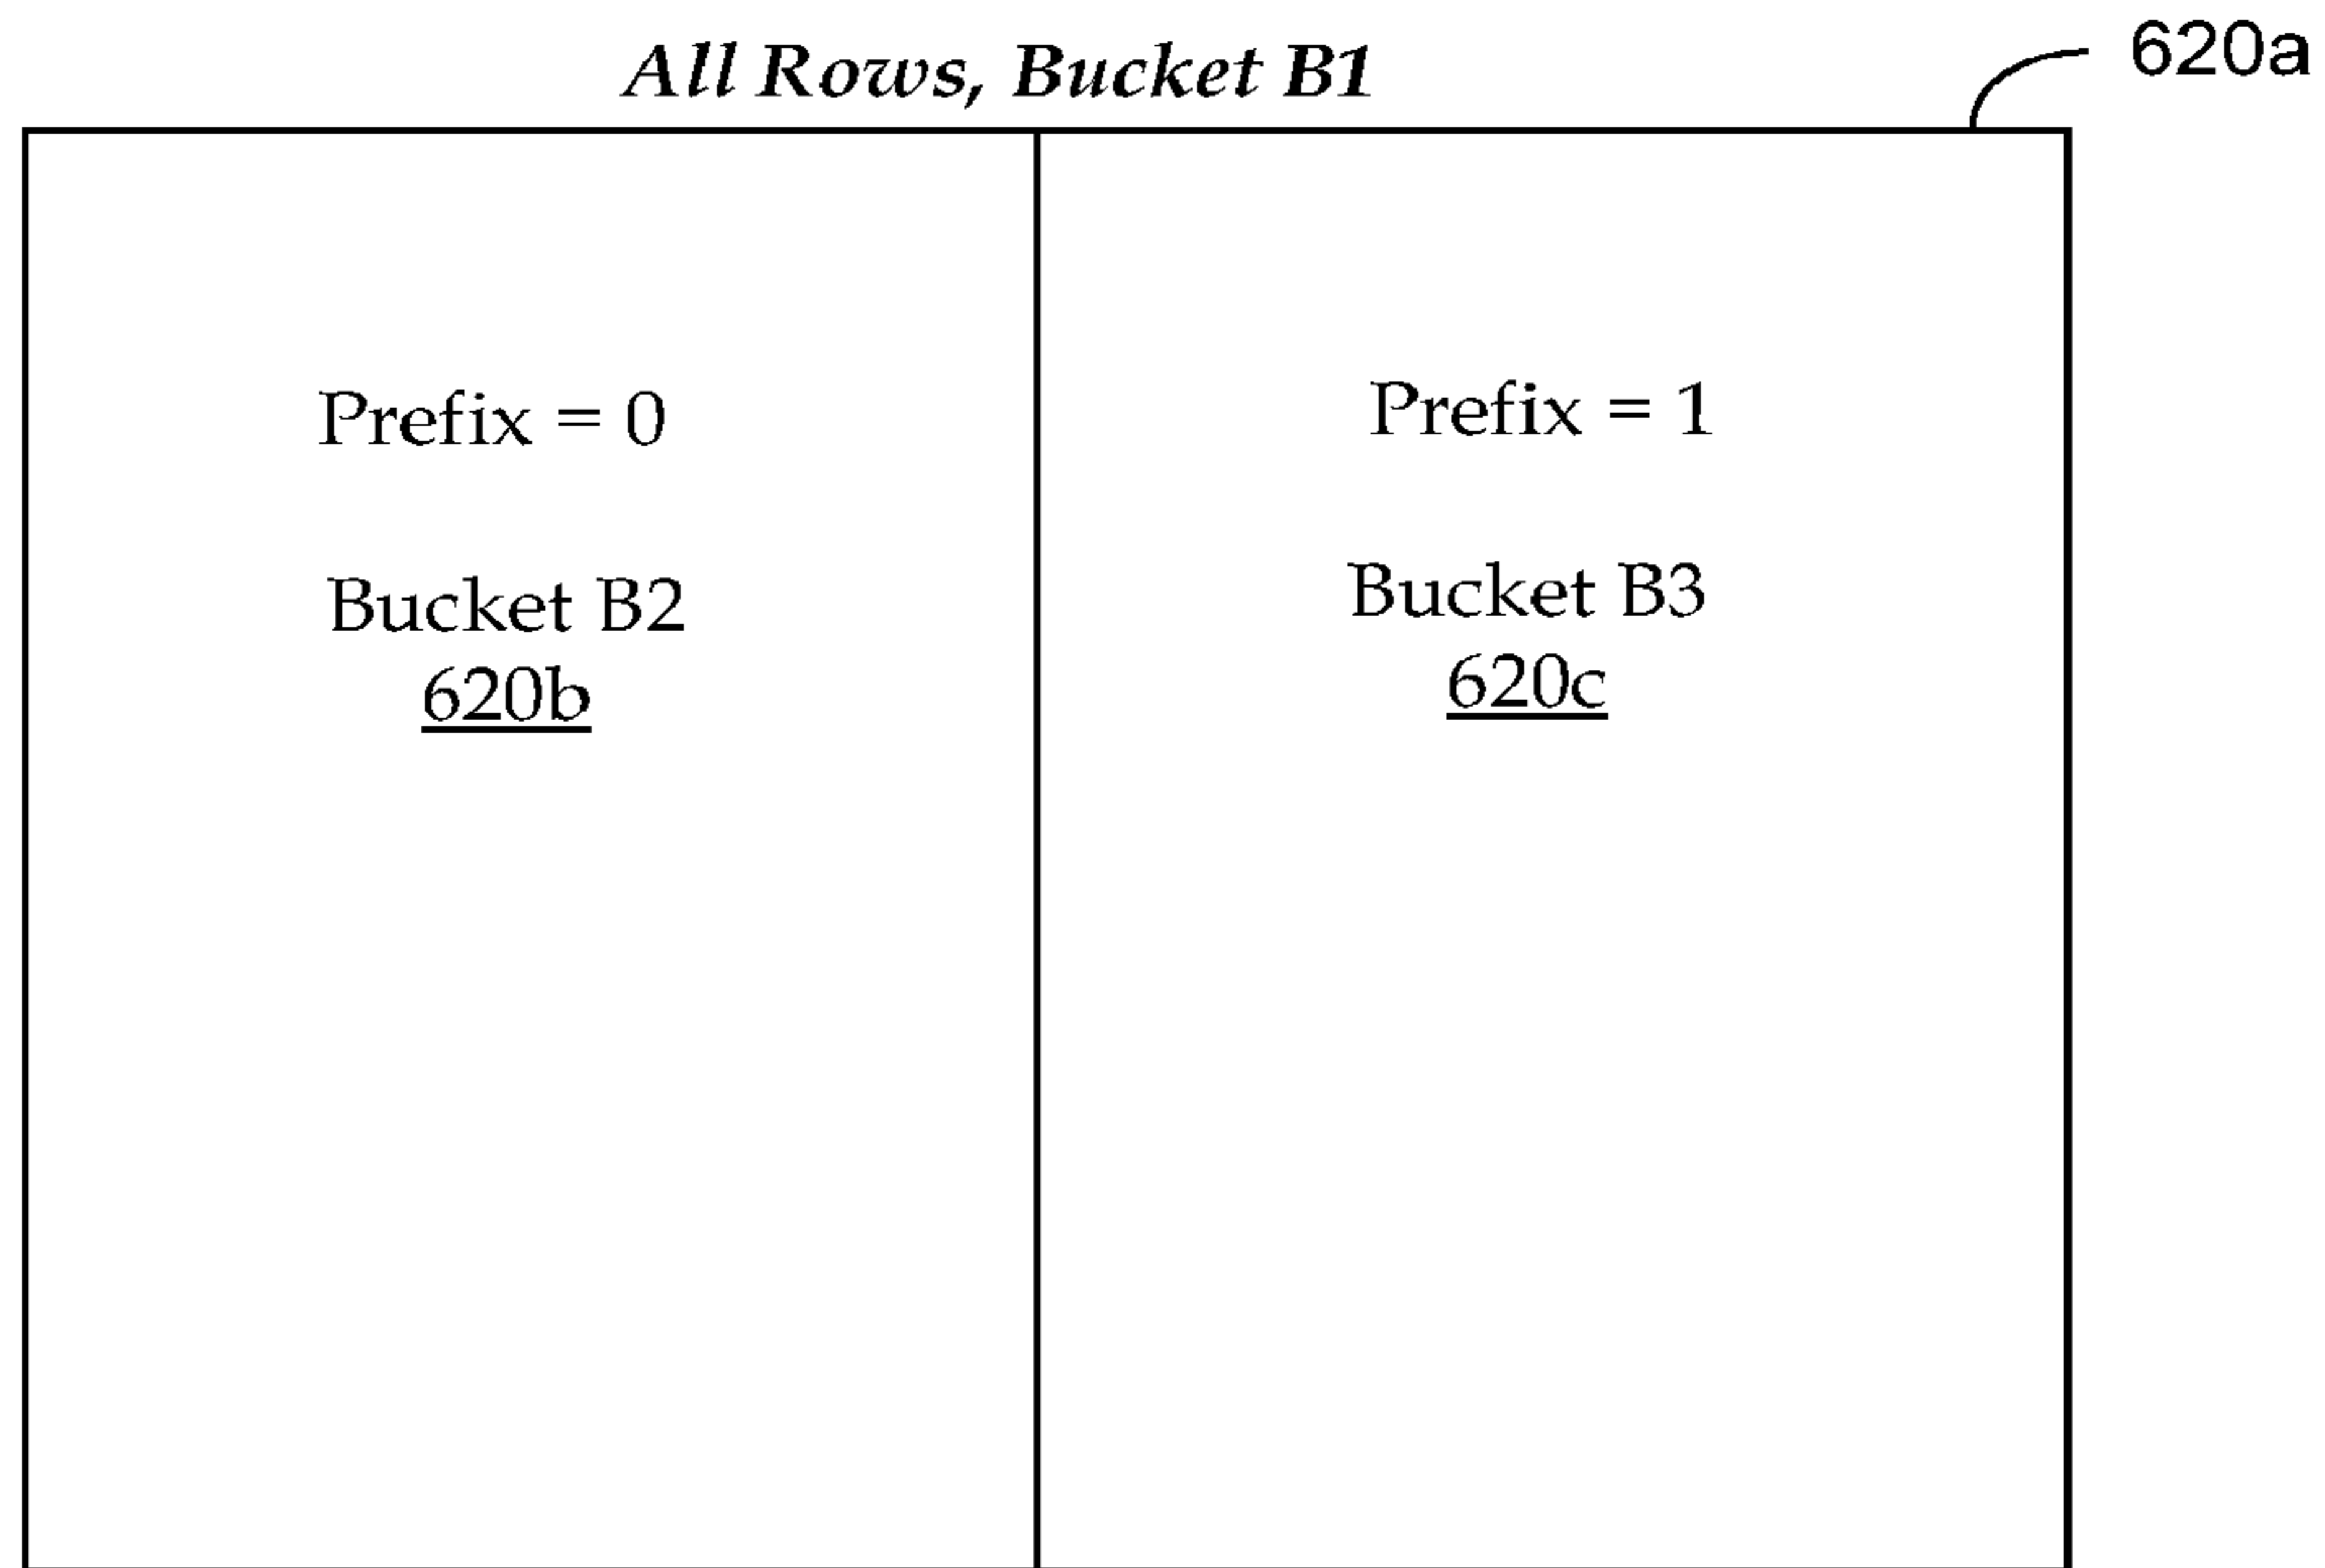 All Rows, Bucket B1
620a
Prefix = 0
Bucket B2
620b
Prefix = 1
Bucket B3
620c